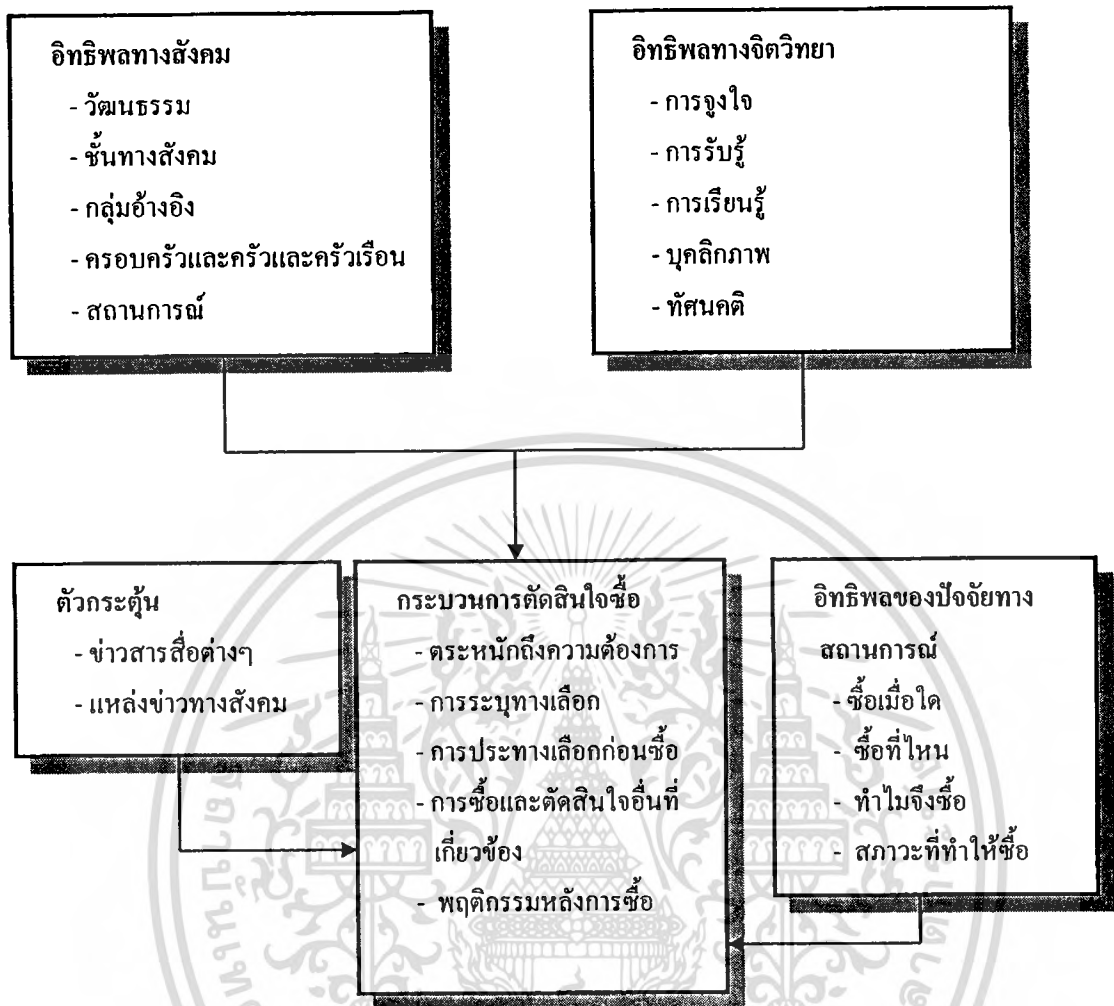 อิทธิพลทางสังคม
- วัฒนธรรม
- ชั้นทางสังคม
- กลุ่มอ้างอิง
- ครอบครัวและครัวและครัวเรือน
- สถานการณ์
อิทธิพลทางจิตวิทยา
- การจูงใจ
- การรับรู้
- การเรียนรู้
- บุคลิกภาพ
- ทัศนคติ
ตัวกระตุ้น
- ข่าวสารสื่อต่างๆ
- แหล่งข่าวทางสังคม
กระบวนการตัดสินใจซื้อ
- ตระหนักถึงความต้องการ
- การระบุทางเลือก
- การประทางเลือกก่อนซื้อ
- การซื้อและตัดสินใจอื่นที่
เกี่ยวข้อง
- พฤติกรรมหลังการซื้อ
อิทธิพลของปัจจัยทาง
สถานการณ์
- ซื้อเมื่อใด
- ซื้อที่ไหน
- ทำไมจึงซื้อ
- สภาวะที่ทำให้ซื้อ